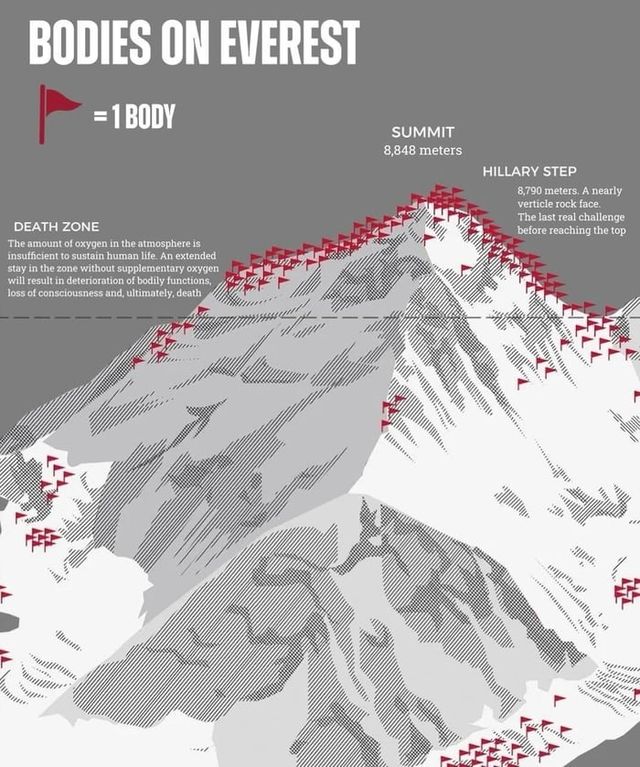 BODIES ON EVEREST
= 1 BODY
SUMMIT
8,848 meters
HILLARY STEP
8,790 meters. A nearly
verticle rock face.
The last real challenge
before reaching the top
DEATH ZONE
The amount of oxygen in the atmosphere is
insufficient to sustain human life. An extended
stay in the zone without supplementary oxygen
will result in deterioration of bodily functions,
loss of consciousness and, ultimately, death